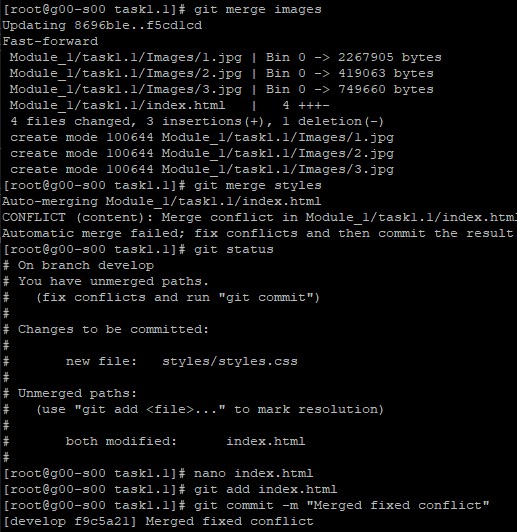 [root@g00-s00 task1.1]# git merge images
Updating 8696b1e..f5cd1cd
Fast-forward
 Module_1/task1.1/Images/1.jpg | Bin 0 -> 2267905 bytes
 Module_1/task1.1/Images/2.jpg | Bin 0 -> 419063 bytes
 Module_1/task1.1/Images/3.jpg | Bin 0 -> 749660 bytes
 Module_1/task1.1/index.html   |   4 +++-
 4 files changed, 3 insertions(+), 1 deletion(-)
 create mode 100644 Module_1/task1.1/Images/1.jpg
 create mode 100644 Module_1/task1.1/Images/2.jpg
 create mode 100644 Module_1/task1.1/Images/3.jpg
[root@g00-s00 task1.1]# git merge styles
Auto-merging Module_1/task1.1/index.html
CONFLICT (content): Merge conflict in Module_1/task1.1/index.html
Automatic merge failed; fix conflicts and then commit the result
[root@g00-s00 task1.1]# git status
# On branch develop
# You have unmerged paths.
#   (fix conflicts and run "git commit")
#
# Changes to be committed:
#
#       new file:   styles/styles.css
#
# Unmerged paths:
#   (use "git add <file>..." to mark resolution)
#
#       both modified:      index.html
#
[root@g00-s00 task1.1]# nano index.html
[root@g00-s00 task1.1]# git add index.html
[root@g00-s00 task1.1]# git commit -m "Merged fixed conflict"
[develop f9c5a21] Merged fixed conflict